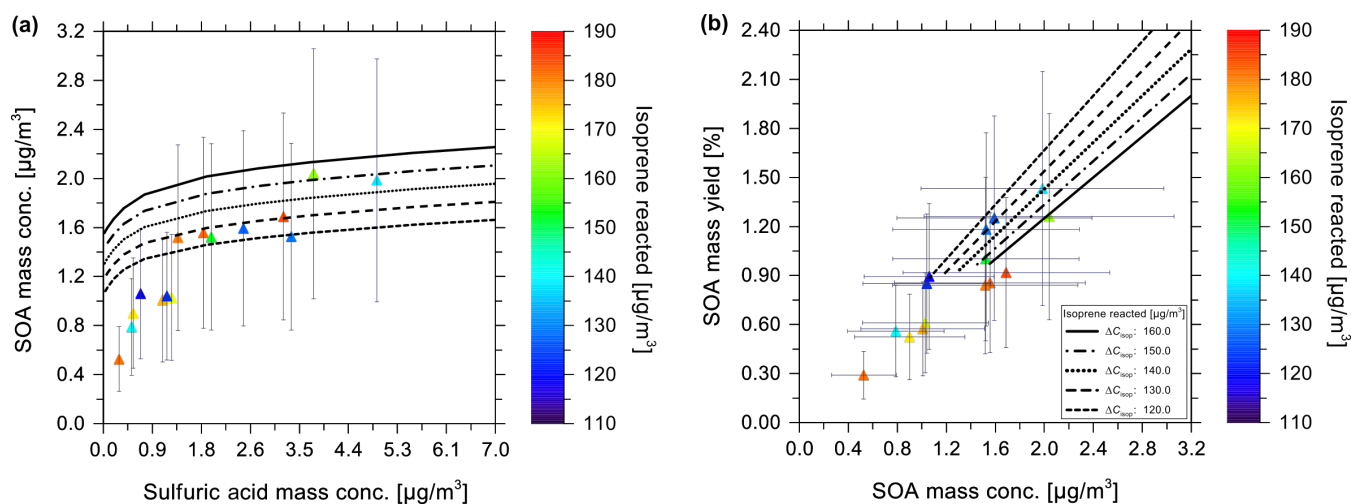 (a)
3.2
2.8
2.4
2.0
1.6
1.2
0.8
0.4
0.0
SOA mass conc. [µg/m³]
0.0 0.9 1.8 2.6 3.5 4.4 5.3 6.1 7.0
Sulfuric acid mass conc. [µg/m³]
190
180
170
160
150
140
130
120
110
Isoprene reacted [µg/m³]
(b)
2.40
2.10
1.80
1.50
1.20
0.90
0.60
0.30
0.00
SOA mass yield [%]
0.0 0.4 0.8 1.2 1.6 2.0 2.4 2.8 3.2
SOA mass conc. [µg/m³]
Isoprene reacted [µg/m³]
ΔCisop: 160.0
ΔCisop: 150.0
ΔCisop: 140.0
ΔCisop: 130.0
ΔCisop: 120.0
190
180
170
160
150
140
130
120
110
Isoprene reacted [µg/m³]